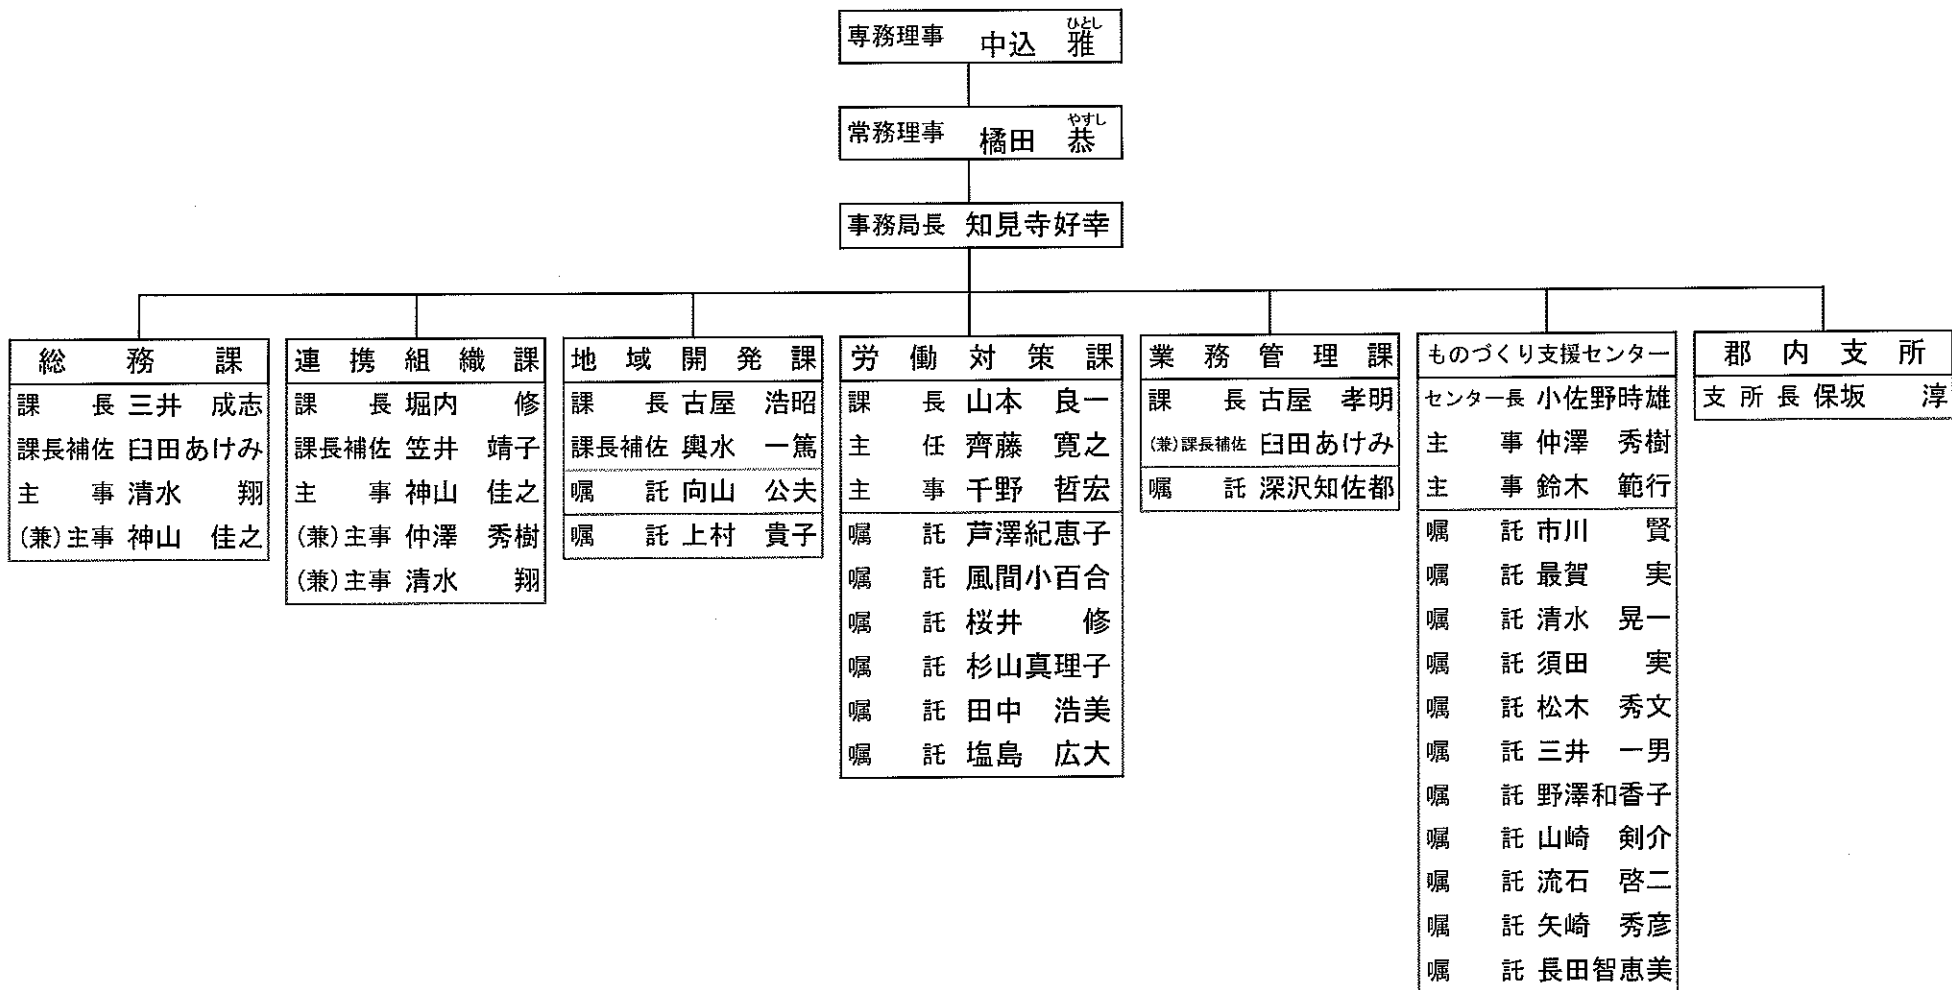 専務理事 中込 雅
ひとし
常務理事 橘田 恭
やすし
事務局長 知見寺好幸
総務課
課長 三井 成志
課長補佐 臼田あけみ
主事 清水 翔
(兼)主事 神山 佳之
連携組織課
課長 堀内 修
課長補佐 笠井 靖子
主事 神山 佳之
(兼)主事 仲澤 秀樹
(兼)主事 清水 翔
地域開発課
課長 古屋 浩昭
課長補佐 輿水 一篤
嘱託 向山 公夫
嘱託 上村 貴子
労働対策課
課長 山本 良一
主任 齊藤 寛之
主事 千野 哲宏
嘱託 芦澤紀恵子
嘱託 風間小百合
嘱託 桜井 修
嘱託 杉山真理子
嘱託 田中 浩美
嘱託 塩島 広大
業務管理課
課長 古屋 孝明
(兼)課長補佐 臼田あけみ
嘱託 深沢知佐都
ものづくり支援センター
センター長 小佐野時雄
主事 仲澤 秀樹
主事 鈴木 範行
嘱託 市川 賢
嘱託 最賀 実
嘱託 清水 晃一
嘱託 須田 実
嘱託 松木 秀文
嘱託 三井 一男
嘱託 野澤和香子
嘱託 山崎 剣介
嘱託 流石 啓二
嘱託 矢崎 秀彦
嘱託 長田智恵美
郡内支所
支所長 保坂 淳